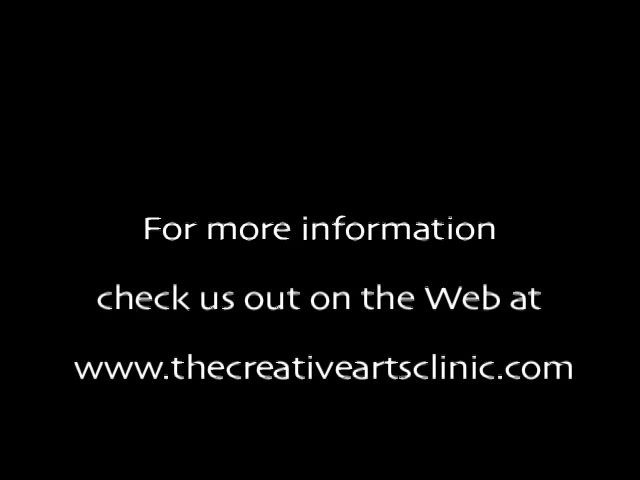 For more information
check us out on the Web at
www.thecreativeartsclinic.com